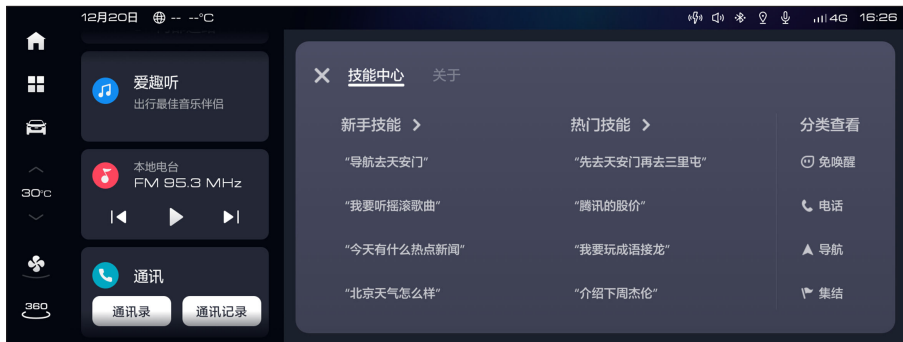 12月20日 -- --°C 4G 16:26
爱趣听
出行最佳音乐伴侣
本地电台
FM 95.3 MHz
30°C
通讯
通讯录 通讯记录
360
技能中心 关于
新手技能 热门技能 分类查看
“导航去天安门” “先去天安门再去三里屯” 免唤醒
“我要听摇滚歌曲” “腾讯的股价” 电话
“今天有什么热点新闻” “我要玩成语接龙” 导航
“北京天气怎么样” “介绍下周杰伦” 集结